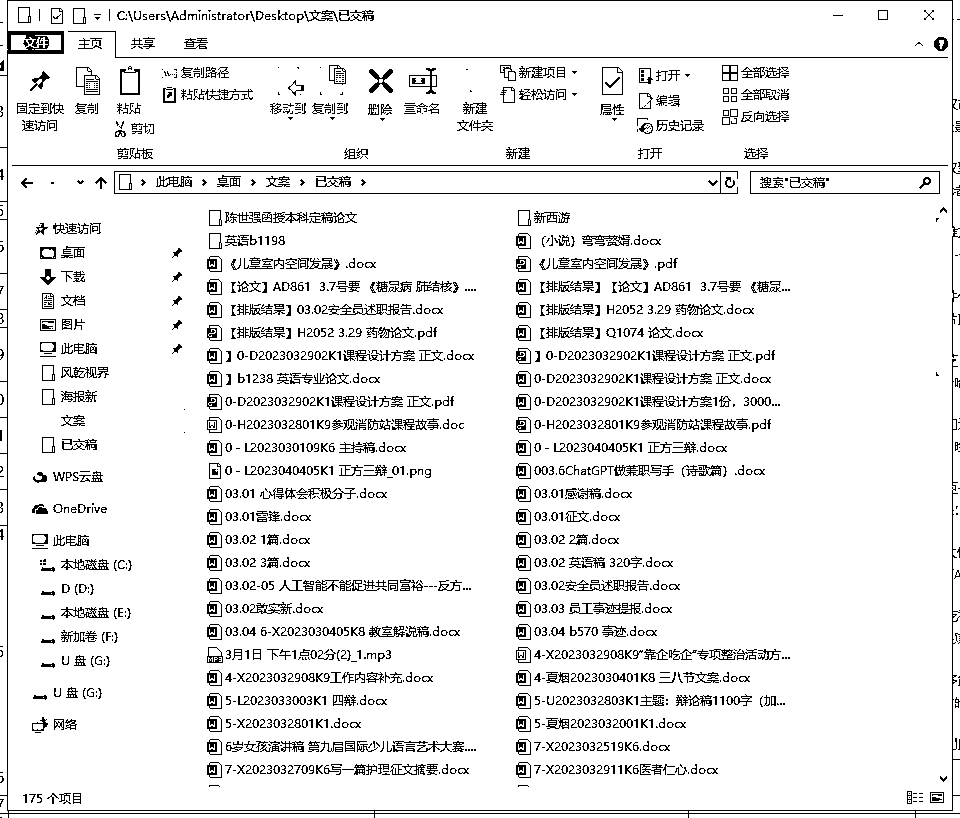 C:\Users\Administrator\Desktop\文案\已交稿
文件 主页 共享 查看
固定到快速访问 复制 粘贴 复制路径 粘贴快捷方式 剪切
移动到 复制到 删除 重命名 新建文件夹
新建项目 轻松访问 属性 打开 编辑 历史记录
全部选择 全部取消 反向选择
剪贴板 组织 新建 打开 选择
此电脑 桌面 文案 已交稿 搜索"已交稿"
快速访问
桌面
下载
文档
图片
此电脑
风乾视界
海报新
文案
已交稿
WPS云盘
OneDrive
此电脑
本地磁盘 (C:)
D (D:)
本地磁盘 (E:)
新加卷 (F:)
U 盘 (G:)
U 盘 (G:)
网络
陈世强函授本科定稿论文
英语b1198
《儿童室内空间发展》.docx
【论文】AD861 3.7号要 《糖尿病 肺结核》....
【排版结果】03.02安全员述职报告.docx
【排版结果】H2052 3.29 药物论文.pdf
】0-D2023032902K1课程设计方案 正文.docx
】b1238 英语专业论文.docx
0-D2023032902K1课程设计方案 正文.pdf
0-H2023032801K9参观消防站课程故事.doc
0 - L2023030109K6 主持稿.docx
0 - L2023040405K1 正方三辩_01.png
03.01 心得体会积极分子.docx
03.01雷锋.docx
03.02 1篇.docx
03.02 3篇.docx
03.02-05 人工智能不能促进共同富裕---反方...
03.02敢实新.docx
03.04 6-X2023030405K8 教室解说稿.docx
3月1日 下午1点02分(2)_1.mp3
4-X2023032908K9工作内容补充.docx
5-L2023033003K1 四辩.docx
5-X2023032801K1.docx
6岁女孩演讲稿 第九届国际少儿语言艺术大赛....
7-X2023032709K6写一篇护理征文摘要.docx
新西游
（小说）弯弯赘婿.docx
《儿童室内空间发展》.pdf
【排版结果】【论文】AD861 3.7号要 《糖尿...
【排版结果】H2052 3.29 药物论文.docx
【排版结果】Q1074 论文.docx
】0-D2023032902K1课程设计方案 正文.pdf
0-D2023032902K1课程设计方案 正文.docx
0-D2023032902K1课程设计方案1份，3000...
0-H2023032801K9参观消防站课程故事.pdf
0 - L2023040405K1 正方三辩.docx
003.6ChatGPT做兼职写手（诗歌篇）.docx
03.01感谢稿.docx
03.01征文.docx
03.02 2篇.docx
03.02 英语稿 320字.docx
03.02安全员述职报告.docx
03.03 员工事迹提报.docx
03.04 b570 事迹.docx
4-X2023032908K9"靠企吃企"专项整治活动方...
4-夏烟2023030401K8 三八节文案.docx
5-U2023032803K1主题：辩论稿1100字（加...
5-夏烟2023032001K1.docx
7-X2023032519K6.docx
7-X2023032911K6医者仁心.docx
175 个项目